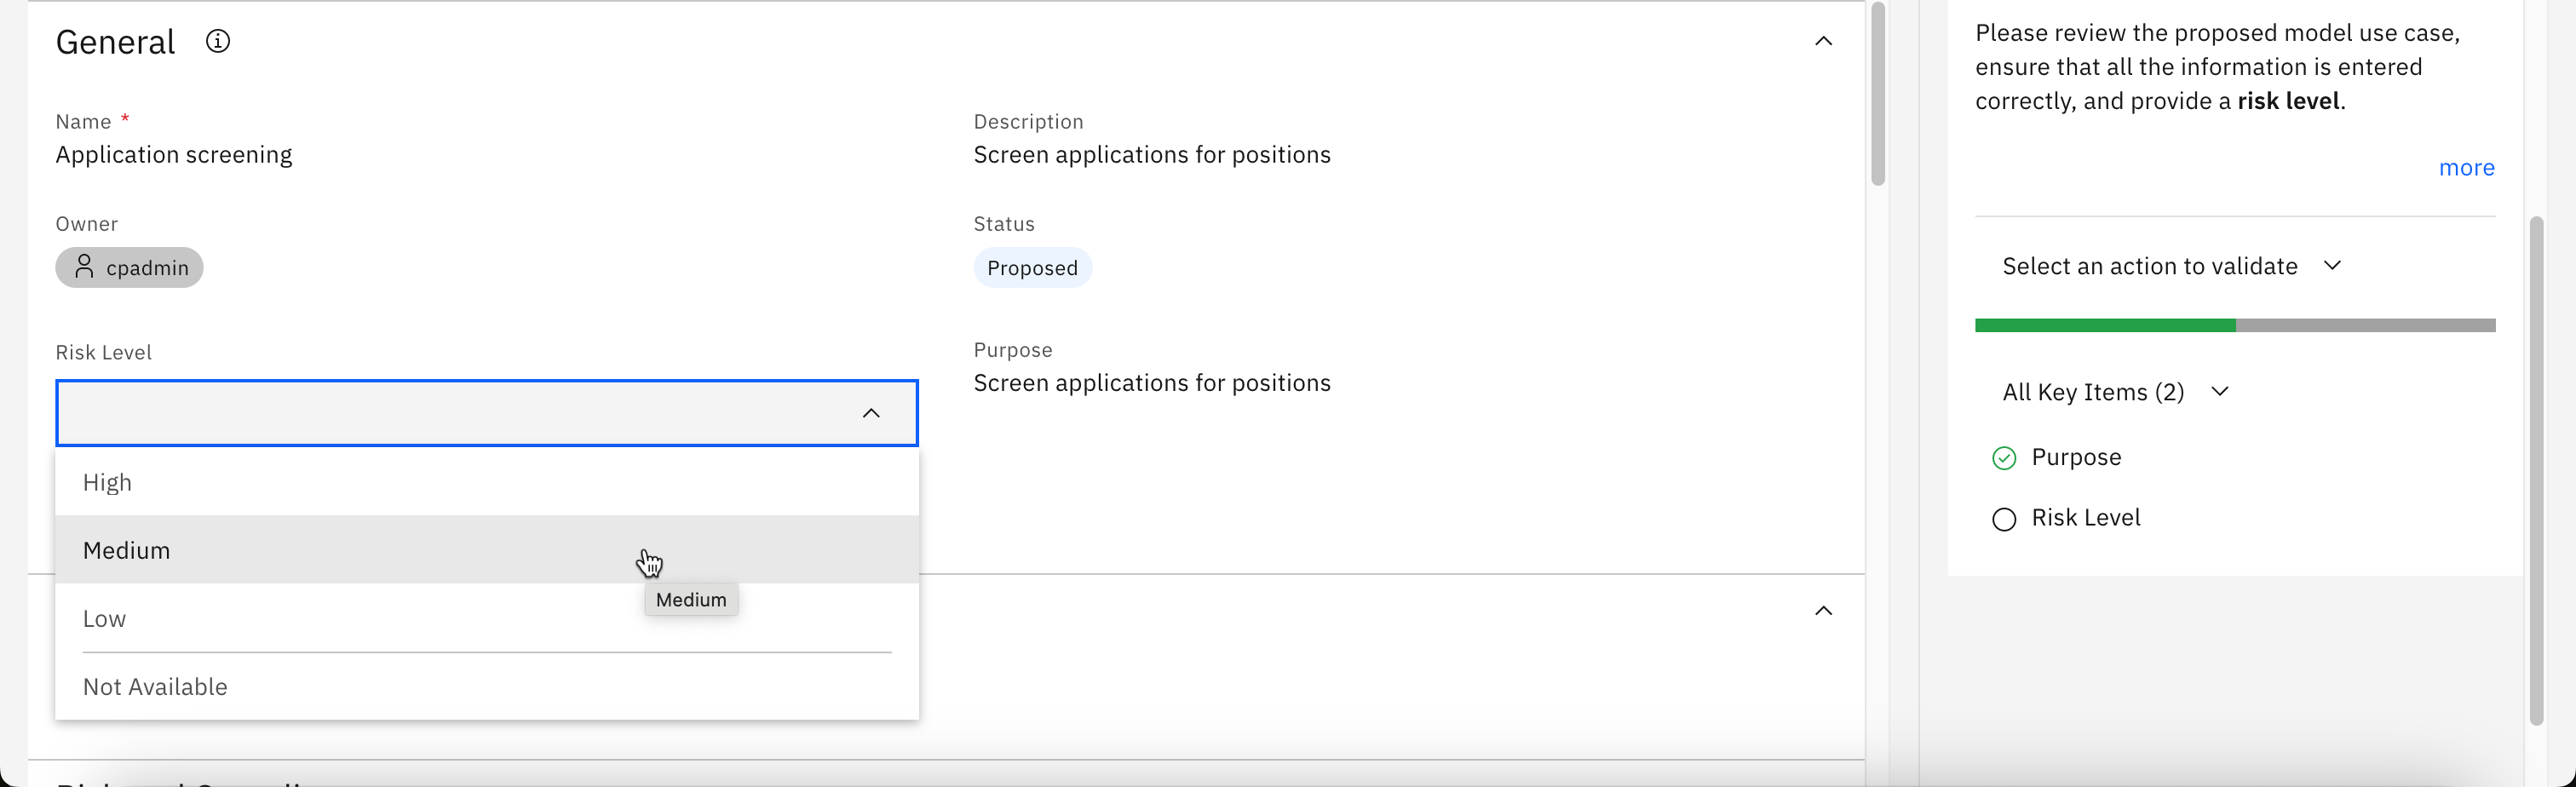 General
Name *
Application screening
Description
Screen applications for positions
Owner
cpadmin
Status
Proposed
Risk Level
Purpose
Screen applications for positions
High
Medium
Medium
Low
Not Available
Please review the proposed model use case,
ensure that all the information is entered
correctly, and provide a risk level.
more
Select an action to validate
All Key Items (2)
Purpose
Risk Level